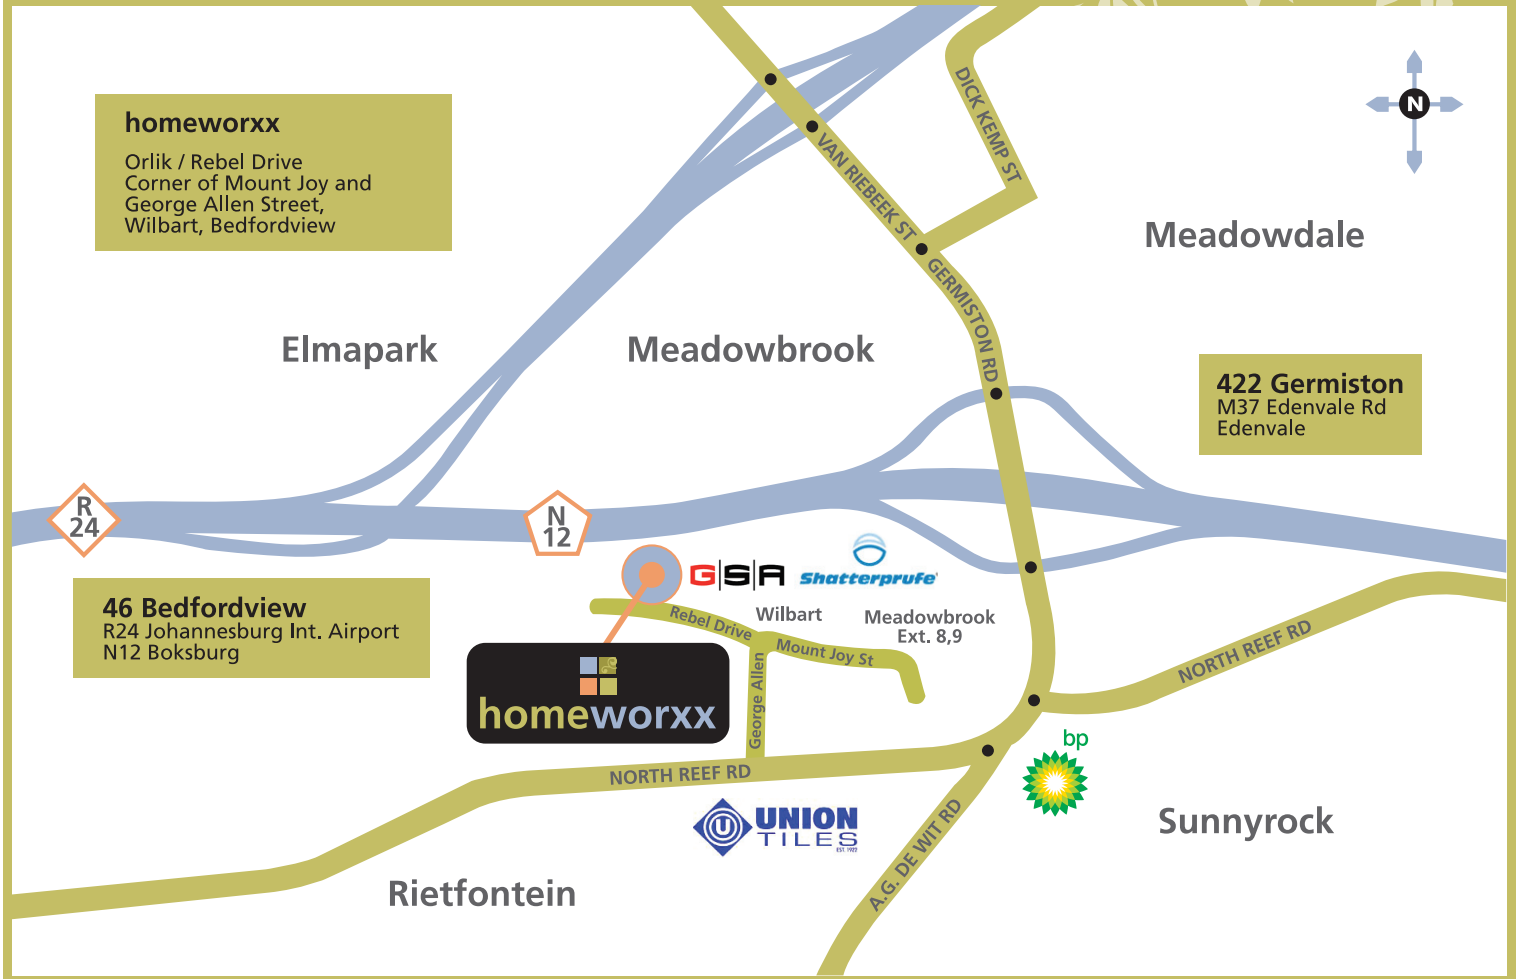 homeworxx
Orlik / Rebel Drive
Corner of Mount Joy and
George Allen Street,
Wilbart, Bedfordview
DICK KEMP ST
N
VAN RIEBEEK ST
Meadowdale
GERMISTON RD
Elmapark
Meadowbrook
422 Germiston
M37 Edenvale Rd
Edenvale
R
24
N
12
GSA
Shatterprufe
46 Bedfordview
R24 Johannesburg Int. Airport
N12 Boksburg
Rebel Drive
Wilbart
Meadowbrook
Ext. 8,9
Mount Joy St
George Allen
NORTH REEF RD
homeworxx
bp
NORTH REEF RD
U
UNION
TILES
EST. 1922
A.G. DE WIT RD
Sunnyrock
Rietfontein